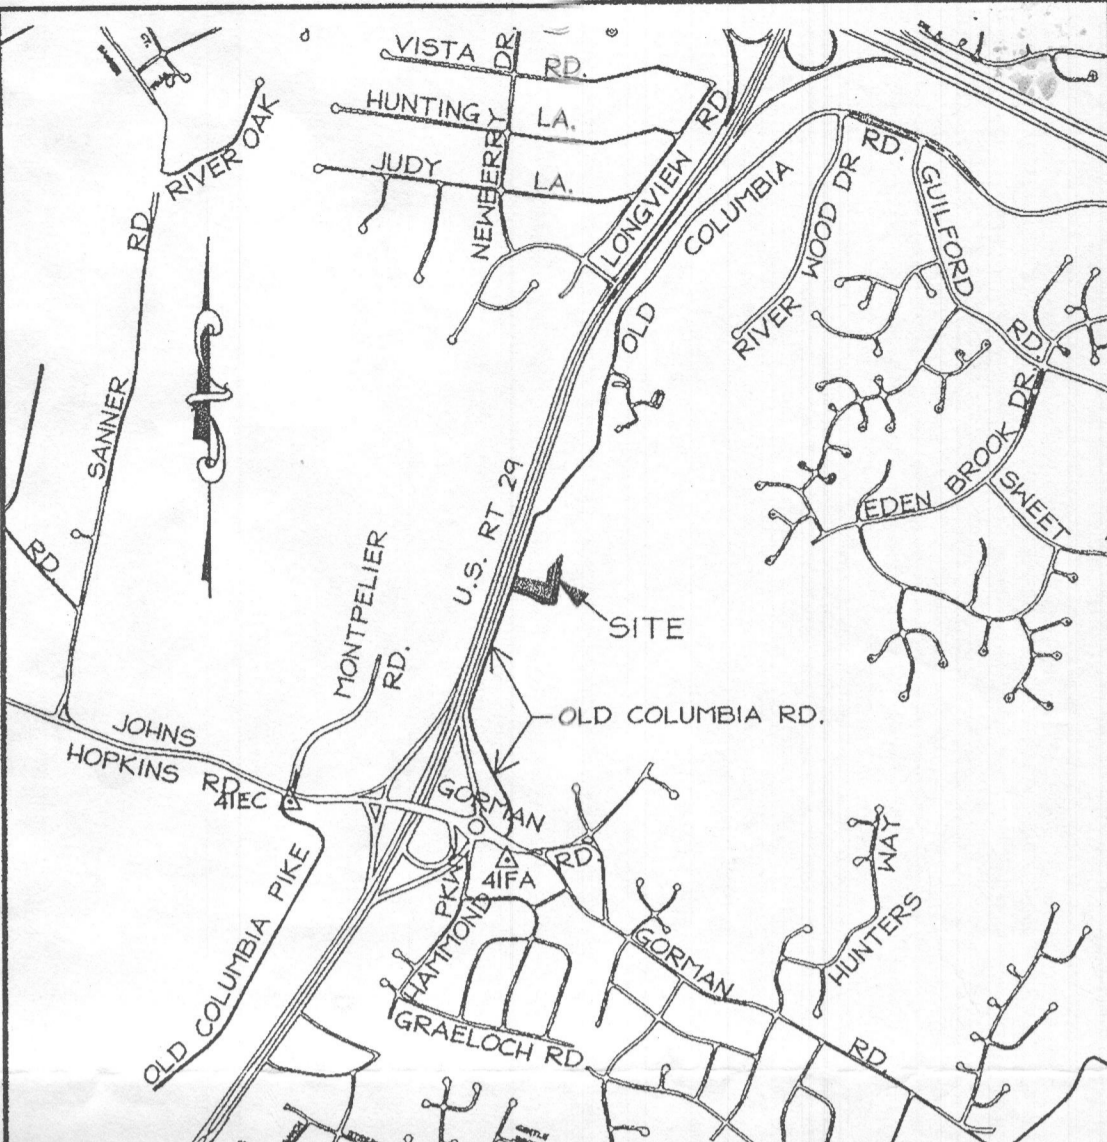 VISTA RD.
HUNTING LA.
JUDY LA.
NEWBERRY DR.
LONGVIEW RD
RIVER OAK
SANNER RD.
RD.
OLD COLUMBIA RD.
RIVER WOOD DR
GUILFORD RD.
EDEN BROOK DR.
SWEET
U.S. RT 29
SITE
MONTPELIER RD.
OLD COLUMBIA RD.
JOHNS HOPKINS RD.
41EC
GORMAN RD.
41FA
OLD COLUMBIA PIKE
HAMMOND PKWY
GRAELOCH RD.
GORMAN RD.
HUNTERS WAY
N